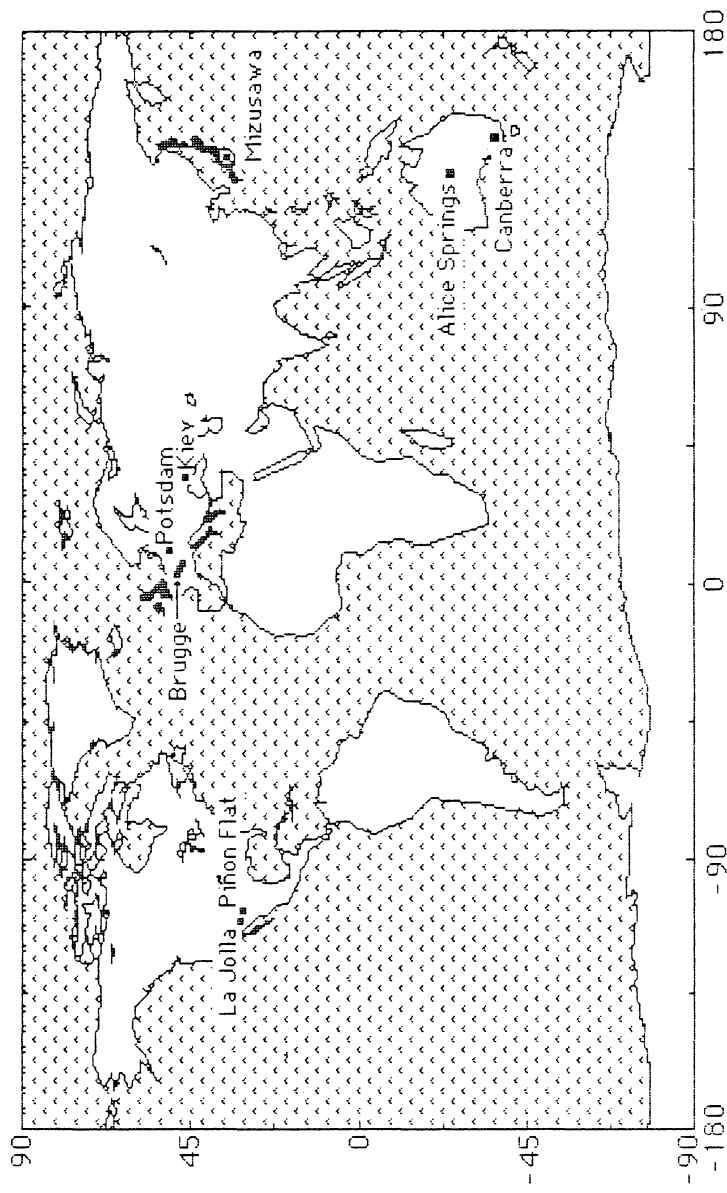 90
45
0
-45
-90
-180
-90
0
90
180
La Jolla
Piñon Flat
Brugge
Potsdam
Kiev
Mizusawa
Alice Springs
Canberra